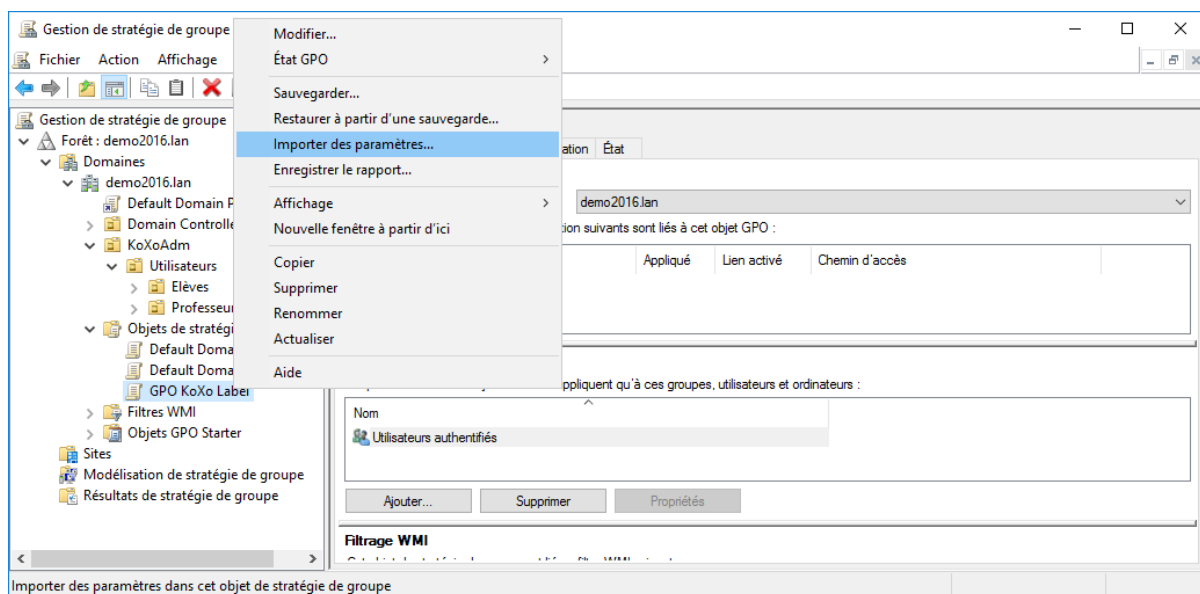 Gestion de stratégie de groupe
Fichier Action Affichage
Gestion de stratégie de groupe
Forêt : demo2016.lan
Domaines
demo2016.lan
Default Domain P
Domain Controlle
KoXoAdm
Utilisateurs
Elèves
Professeur
Objets de stratégi
Default Doma
Default Doma
GPO KoXo Label
Filtres WMI
Objets GPO Starter
Sites
Modélisation de stratégie de groupe
Résultats de stratégie de groupe
Modifier...
État GPO
Sauvegarder...
Restaurer à partir d'une sauvegarde...
Importer des paramètres...
Enregistrer le rapport...
Affichage
Nouvelle fenêtre à partir d'ici
Copier
Supprimer
Renommer
Actualiser
Aide
ation État
demo2016.lan
tion suivants sont liés à cet objet GPO :
Appliqué Lien activé Chemin d'accès
ppliquent qu'à ces groupes, utilisateurs et ordinateurs :
Nom
Utilisateurs authentifiés
Ajouter... Supprimer Propriétés
Filtrage WMI
Importer des paramètres dans cet objet de stratégie de groupe